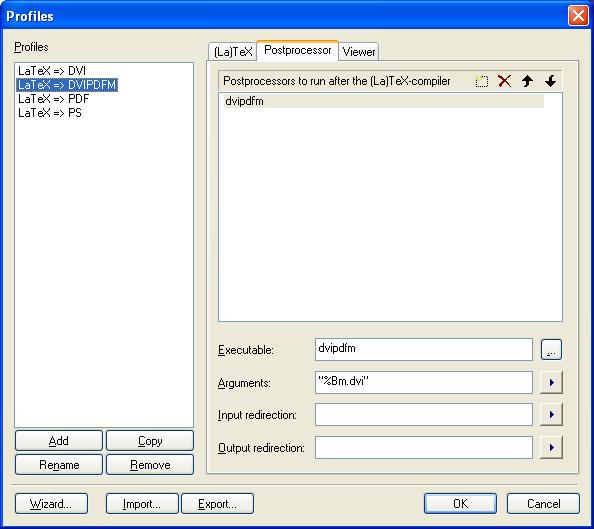 Profiles
Profiles
LaTeX => DVI
LaTeX => DVIPDFM
LaTeX => PDF
LaTeX => PS
Add Copy
Rename Remove
(La)TeX Postprocessor Viewer
Postprocessors to run after the (La)TeX-compiler
dvipdfm
Executable: dvipdfm ...
Arguments: "%Bm.dvi"
Input redirection:
Output redirection:
Wizard... Import... Export... OK Cancel